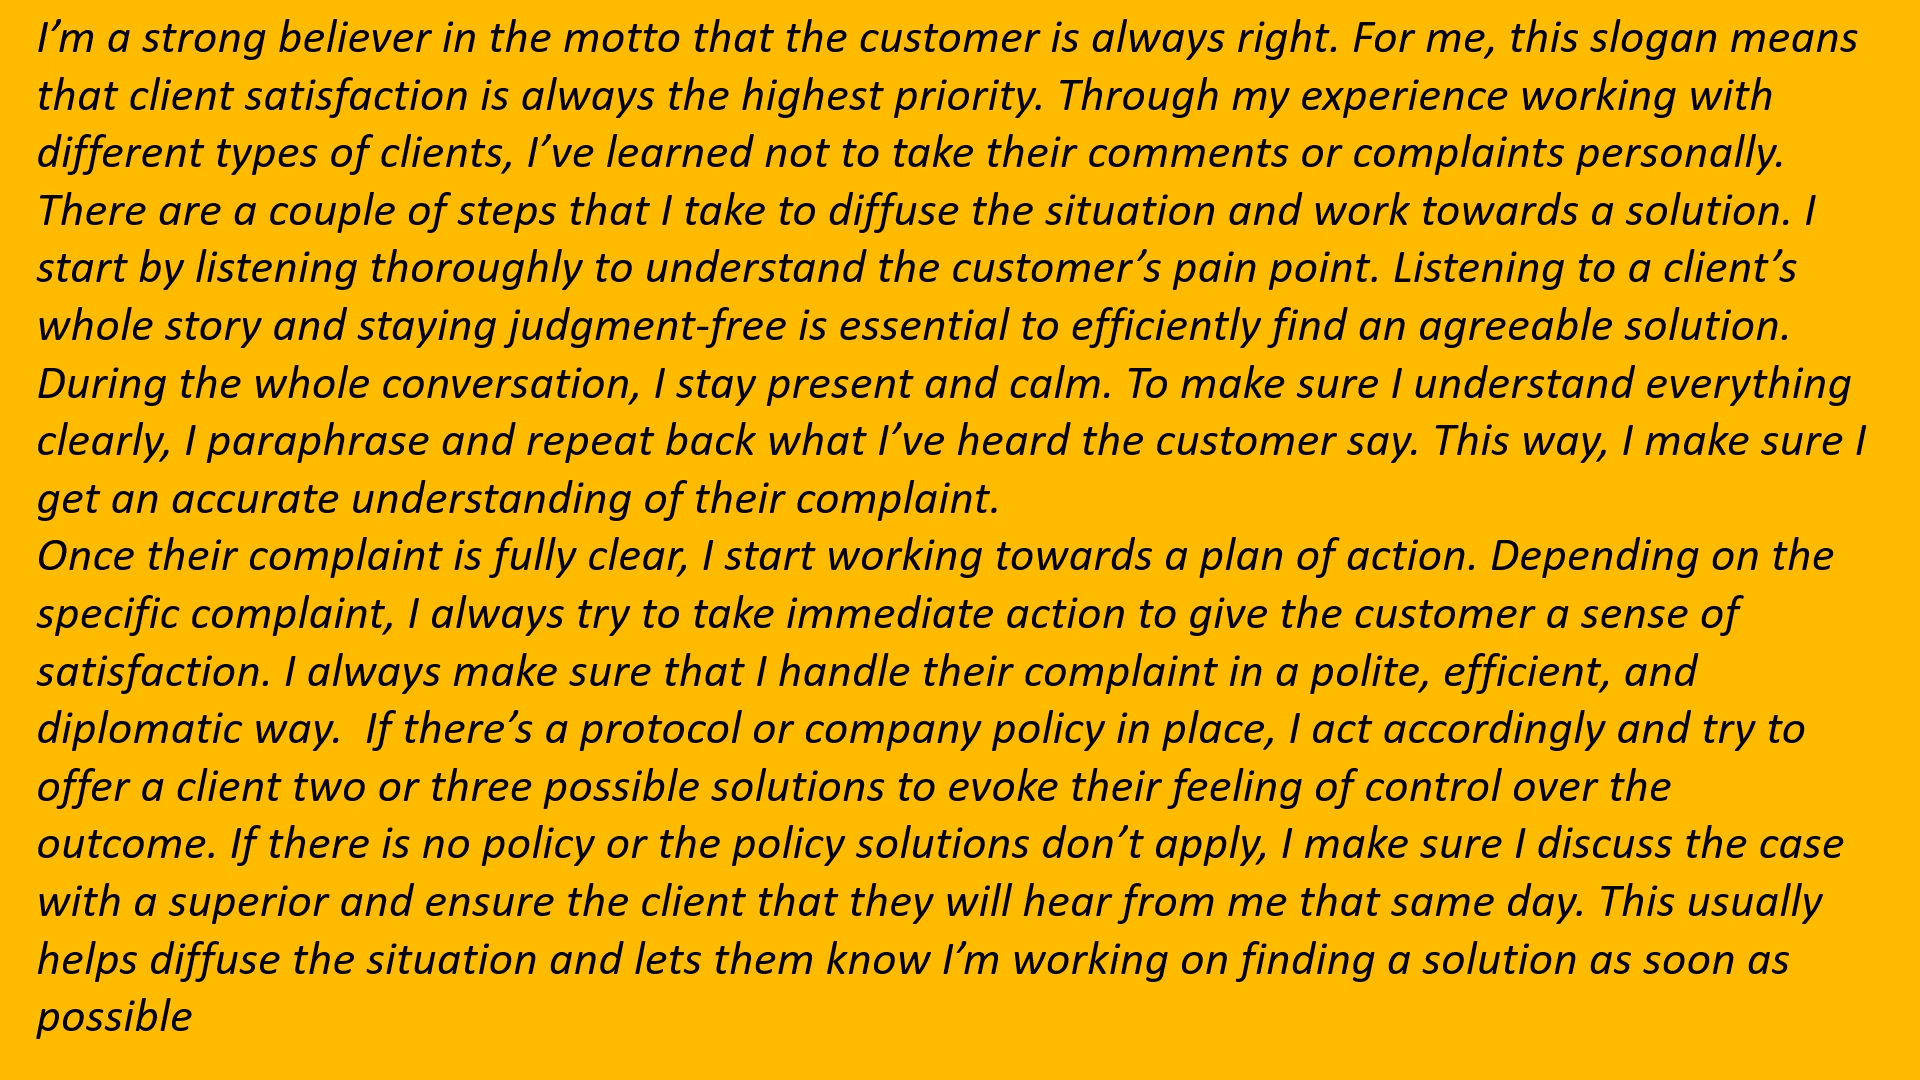 I’m a strong believer in the motto that the customer is always right. For me, this slogan means
that client satisfaction is always the highest priority. Through my experience working with
different types of clients, I’ve learned not to take their comments or complaints personally.
There are a couple of steps that I take to diffuse the situation and work towards a solution. I
start by listening thoroughly to understand the customer’s pain point. Listening to a client’s
whole story and staying judgment-free is essential to efficiently find an agreeable solution.
During the whole conversation, I stay present and calm. To make sure I understand everything
clearly, I paraphrase and repeat back what I’ve heard the customer say. This way, I make sure I
get an accurate understanding of their complaint.
Once their complaint is fully clear, I start working towards a plan of action. Depending on the
specific complaint, I always try to take immediate action to give the customer a sense of
satisfaction. I always make sure that I handle their complaint in a polite, efficient, and
diplomatic way.  If there’s a protocol or company policy in place, I act accordingly and try to
offer a client two or three possible solutions to evoke their feeling of control over the
outcome. If there is no policy or the policy solutions don’t apply, I make sure I discuss the case
with a superior and ensure the client that they will hear from me that same day. This usually
helps diffuse the situation and lets them know I’m working on finding a solution as soon as
possible